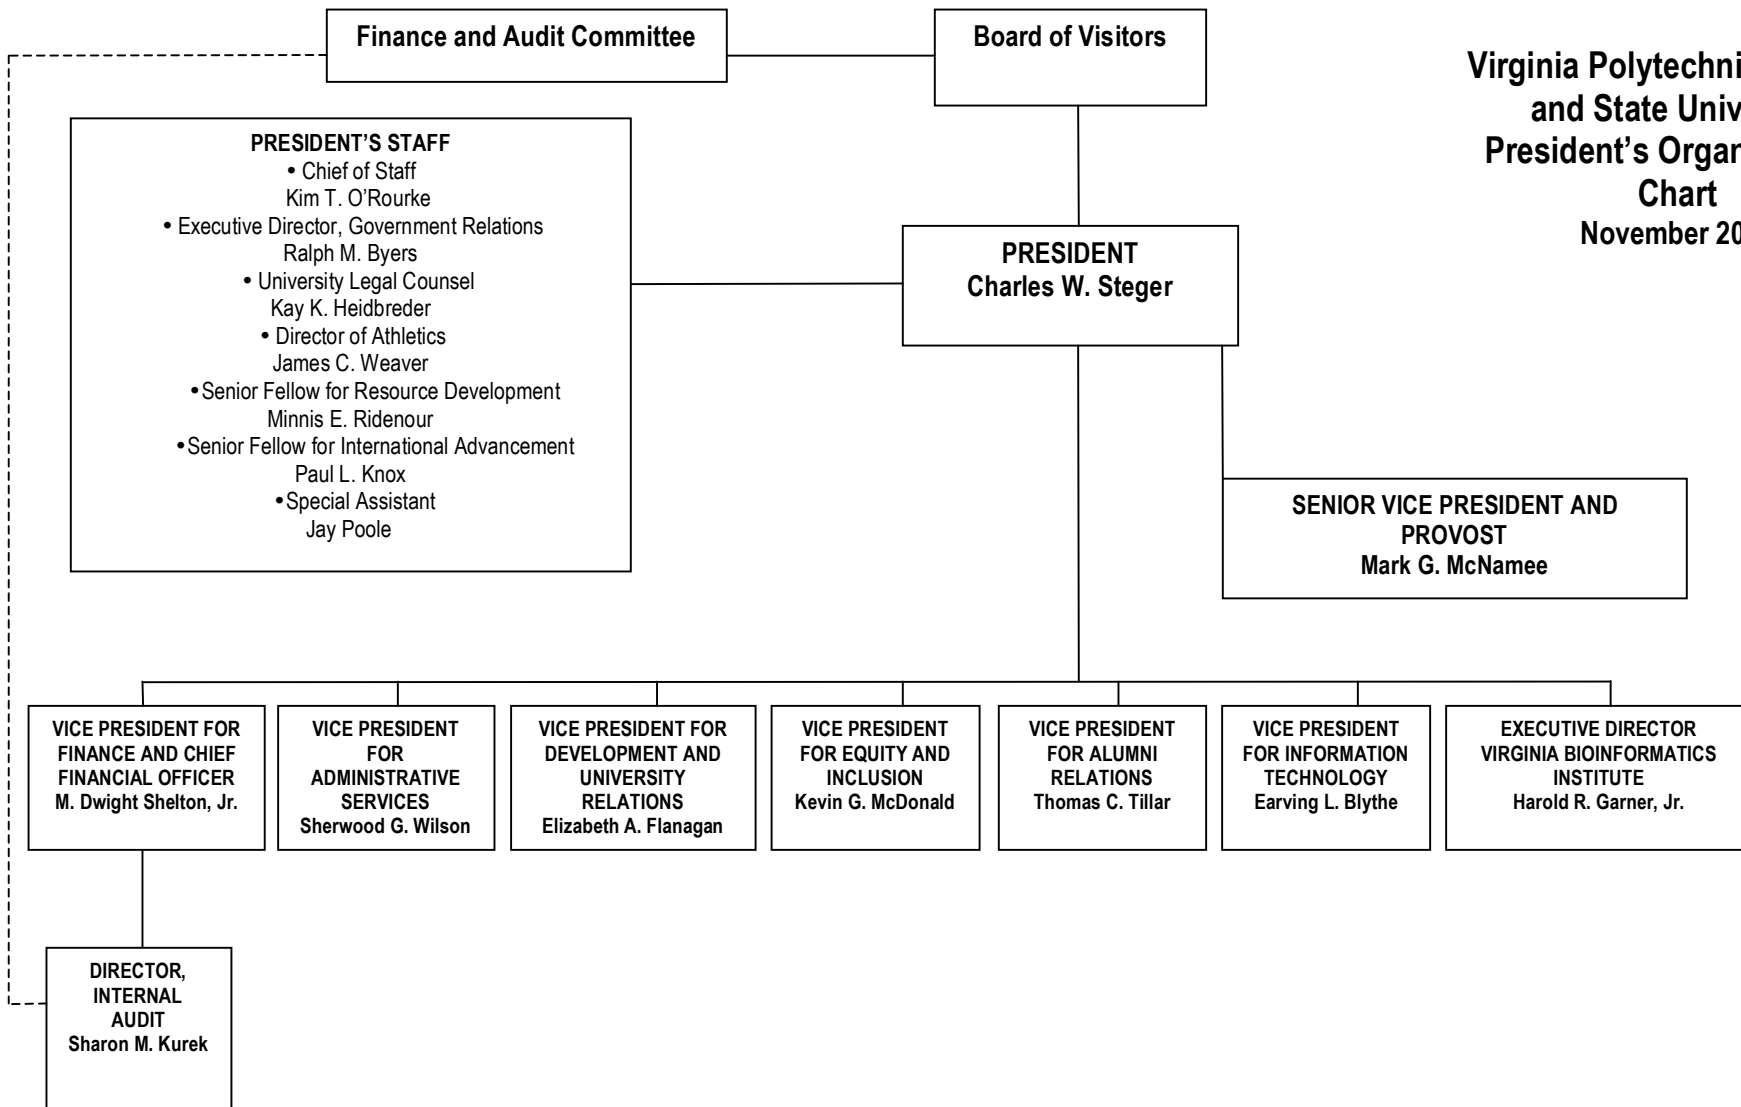 Finance and Audit Committee
Board of Visitors
Virginia Polytechni
and State Univ
President’s Organ
Chart
November 20
PRESIDENT’S STAFF
• Chief of Staff
Kim T. O’Rourke
• Executive Director, Government Relations
Ralph M. Byers
• University Legal Counsel
Kay K. Heidbreder
• Director of Athletics
James C. Weaver
• Senior Fellow for Resource Development
Minnis E. Ridenour
• Senior Fellow for International Advancement
Paul L. Knox
• Special Assistant
Jay Poole
PRESIDENT
Charles W. Steger
SENIOR VICE PRESIDENT AND
PROVOST
Mark G. McNamee
VICE PRESIDENT FOR
FINANCE AND CHIEF
FINANCIAL OFFICER
M. Dwight Shelton, Jr.
VICE PRESIDENT
FOR
ADMINISTRATIVE
SERVICES
Sherwood G. Wilson
VICE PRESIDENT FOR
DEVELOPMENT AND
UNIVERSITY
RELATIONS
Elizabeth A. Flanagan
VICE PRESIDENT
FOR EQUITY AND
INCLUSION
Kevin G. McDonald
VICE PRESIDENT
FOR ALUMNI
RELATIONS
Thomas C. Tillar
VICE PRESIDENT
FOR INFORMATION
TECHNOLOGY
Earving L. Blythe
EXECUTIVE DIRECTOR
VIRGINIA BIOINFORMATICS
INSTITUTE
Harold R. Garner, Jr.
DIRECTOR,
INTERNAL
AUDIT
Sharon M. Kurek